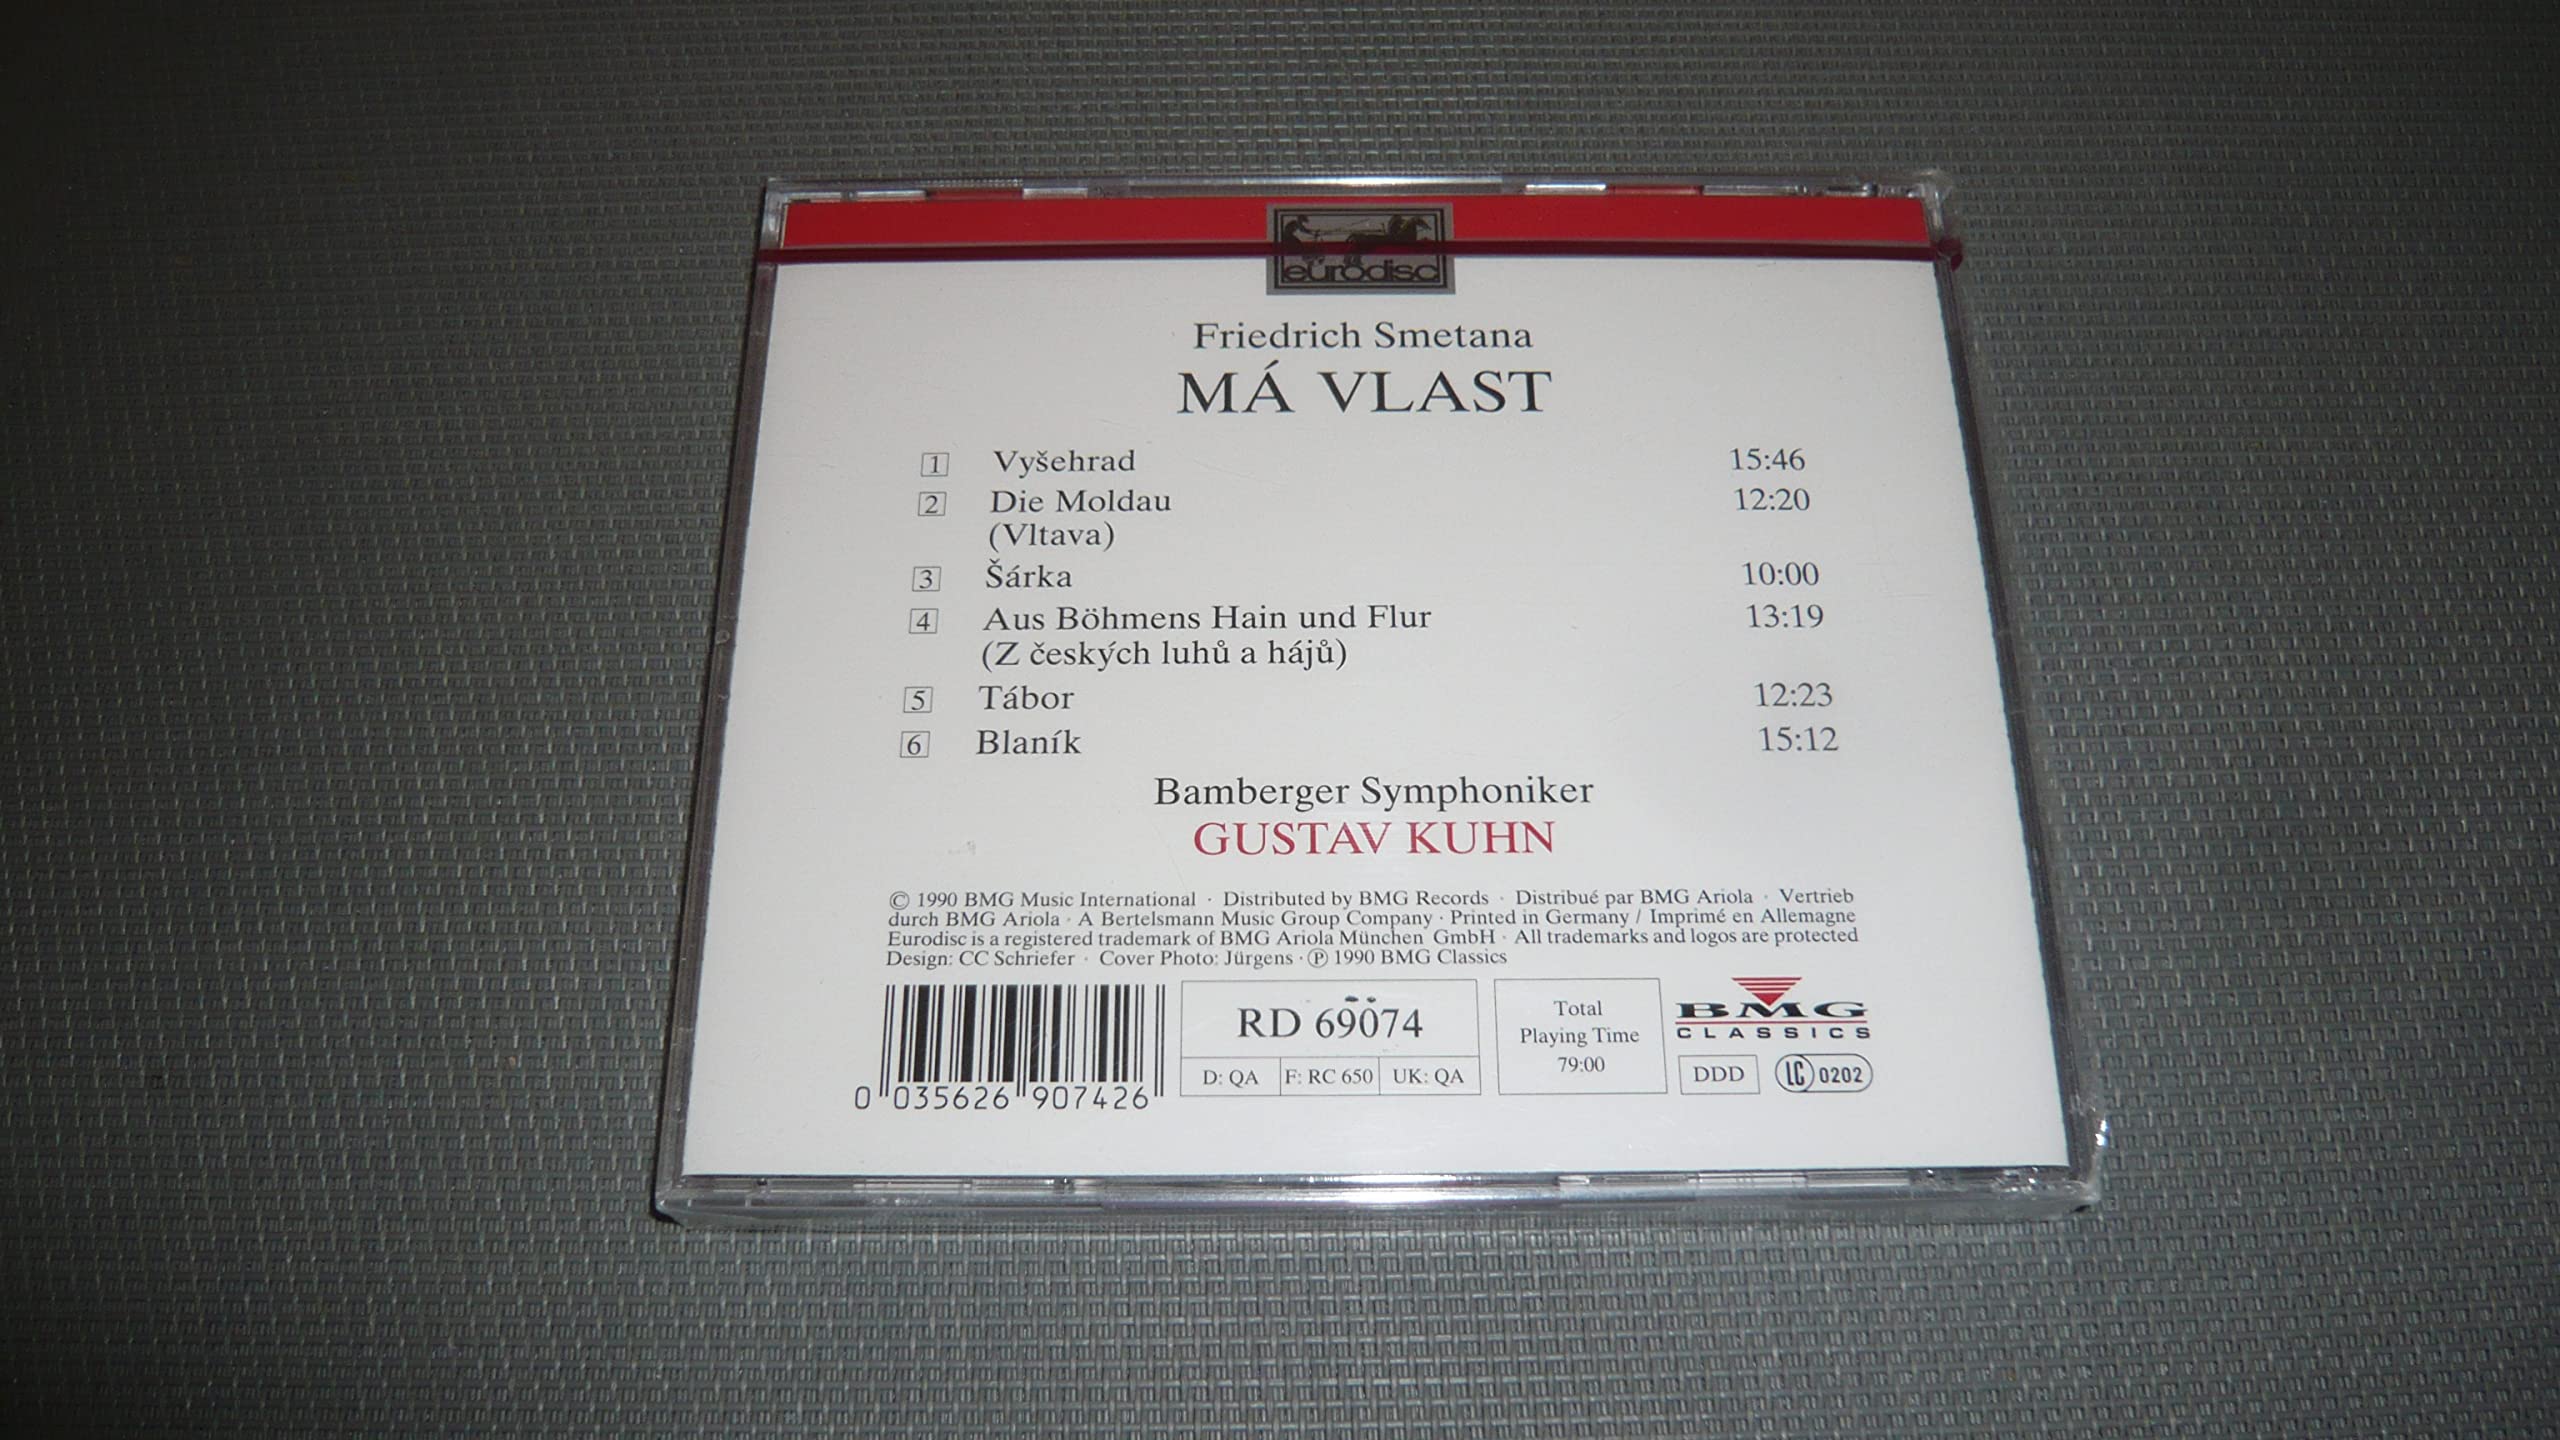 eurodisc
Friedrich Smetana
MÁ VLAST
1 Vyšehrad 15:46
2 Die Moldau 12:20
(Vltava)
3 Šárka 10:00
4 Aus Böhmens Hain und Flur 13:19
(Z českých luhů a hájů)
5 Tábor 12:23
6 Blaník 15:12
Bamberger Symphoniker
GUSTAV KUHN
© 1990 BMG Music International · Distributed by BMG Records · Distribué par BMG Ariola · Vertrieb
durch BMG Ariola · A Bertelsmann Music Group Company · Printed in Germany / Imprimé en Allemagne
Eurodisc is a registered trademark of BMG Ariola München GmbH · All trademarks and logos are protected
Design: CC Schriefer · Cover Photo: Jürgens · ℗ 1990 BMG Classics
0 035626 907426
RD 69074
D: QA F: RC 650 UK: QA
Total
Playing Time
79:00
BMG
CLASSICS
DDD LC 0202